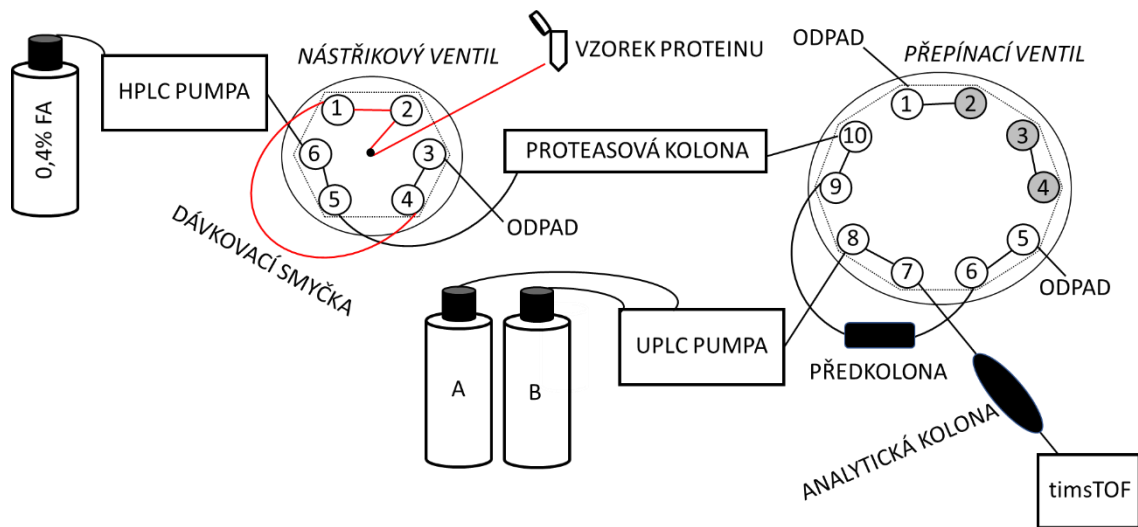 0,4% FA
HPLC PUMPA
NÁSTŘIKOVÝ VENTIL
1
2
3
4
5
6
DÁVKOVACÍ SMYČKA
ODPAD
VZOREK PROTEINU
PROTEASOVÁ KOLONA
ODPAD
PŘEPÍNACÍ VENTIL
1
2
3
4
5
6
7
8
9
10
ODPAD
A
B
UPLC PUMPA
PŘEDKOLONA
ANALYTICKÁ KOLONA
timsTOF